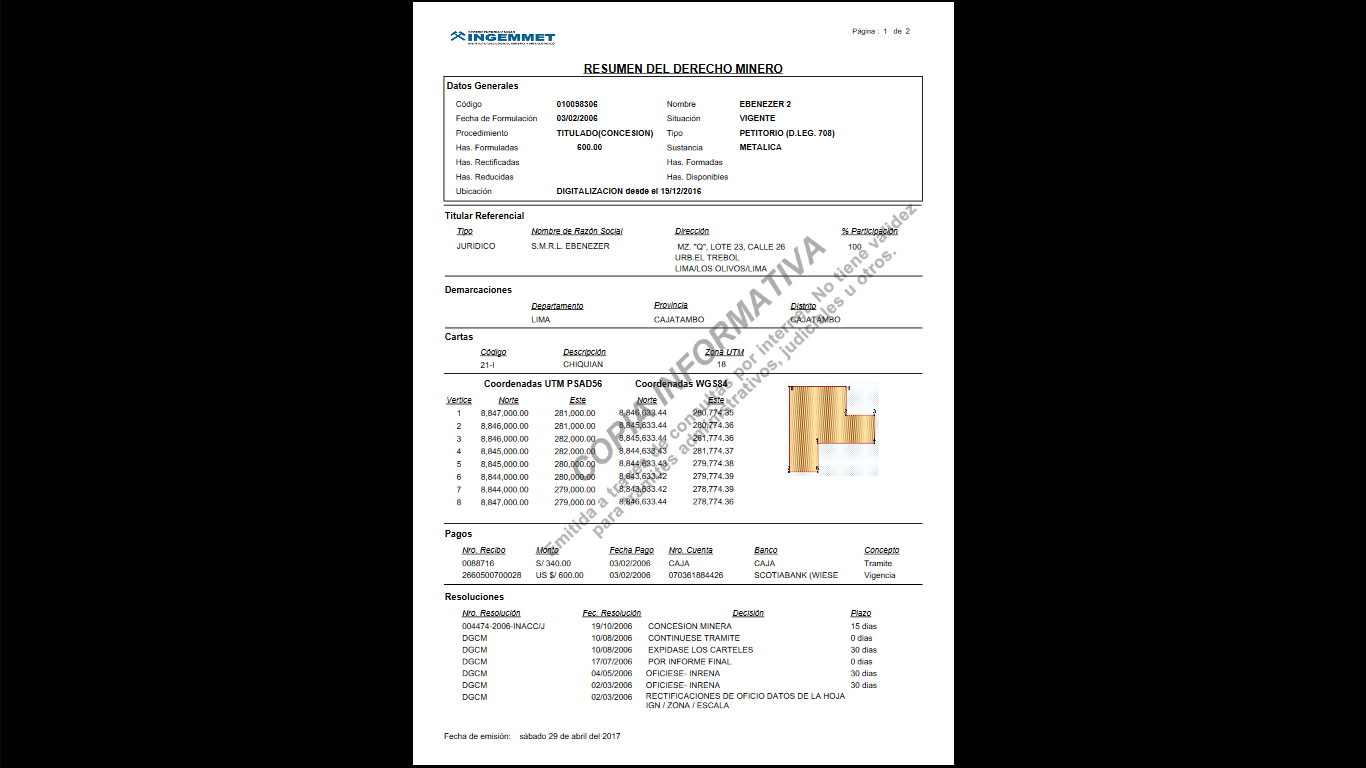 INGEMMET
Página : 1 de 2
RESUMEN DEL DERECHO MINERO
Datos Generales
Código 010098306 Nombre EBENEZER 2
Fecha de Formulación 03/02/2006 Situación VIGENTE
Procedimiento TITULADO(CONCESION) Tipo PETITORIO (D.LEG. 708)
Has. Formuladas 600.00 Sustancia METALICA
Has. Rectificadas Has. Formadas
Has. Reducidas Has. Disponibles
Ubicación DIGITALIZACION desde el 19/12/2016
Titular Referencial
Tipo Nombre de Razón Social Dirección % Participación
JURIDICO S.M.R.L. EBENEZER MZ. "Q", LOTE 23, CALLE 26 100
URB.EL TREBOL
LIMA/LOS OLIVOS/LIMA
Demarcaciones
Departamento Provincia Distrito
LIMA CAJATAMBO CAJATAMBO
Cartas
Código Descripción Zona UTM
21-I CHIQUIAN 18
Coordenadas UTM PSAD56 Coordenadas WGS84
Vertice Norte Este Norte Este
1 8,847,000.00 281,000.00 8,846,633.44 280,774.35
2 8,846,000.00 281,000.00 8,845,633.44 280,774.36
3 8,846,000.00 282,000.00 8,845,633.44 281,774.36
4 8,845,000.00 282,000.00 8,844,633.43 281,774.37
5 8,845,000.00 280,000.00 8,844,633.43 279,774.38
6 8,844,000.00 280,000.00 8,843,633.42 279,774.39
7 8,844,000.00 279,000.00 8,843,633.42 278,774.39
8 8,847,000.00 279,000.00 8,846,633.44 278,774.36
COPIA INFORMATIVA
Emitida a través de consultas por internet. No tiene validez
para trámites administrativos, judiciales u otros.
Pagos
Nro. Recibo Monto Fecha Pago Nro. Cuenta Banco Concepto
0088716 S/ 340.00 03/02/2006 CAJA CAJA Tramite
2660500700028 US $/ 600.00 03/02/2006 070361884426 SCOTIABANK (WIESE Vigencia
Resoluciones
Nro. Resolución Fec. Resolución Decisión Plazo
004474-2006-INACC/J 19/10/2006 CONCESION MINERA 15 dias
DGCM 10/08/2006 CONTINUESE TRAMITE 0 dias
DGCM 10/08/2006 EXPIDASE LOS CARTELES 30 dias
DGCM 17/07/2006 POR INFORME FINAL 0 dias
DGCM 04/05/2006 OFICIESE- INRENA 30 dias
DGCM 02/03/2006 OFICIESE- INRENA 30 dias
DGCM 02/03/2006 RECTIFICACIONES DE OFICIO DATOS DE LA HOJA
IGN / ZONA / ESCALA
Fecha de emisión: sábado 29 de abril del 2017